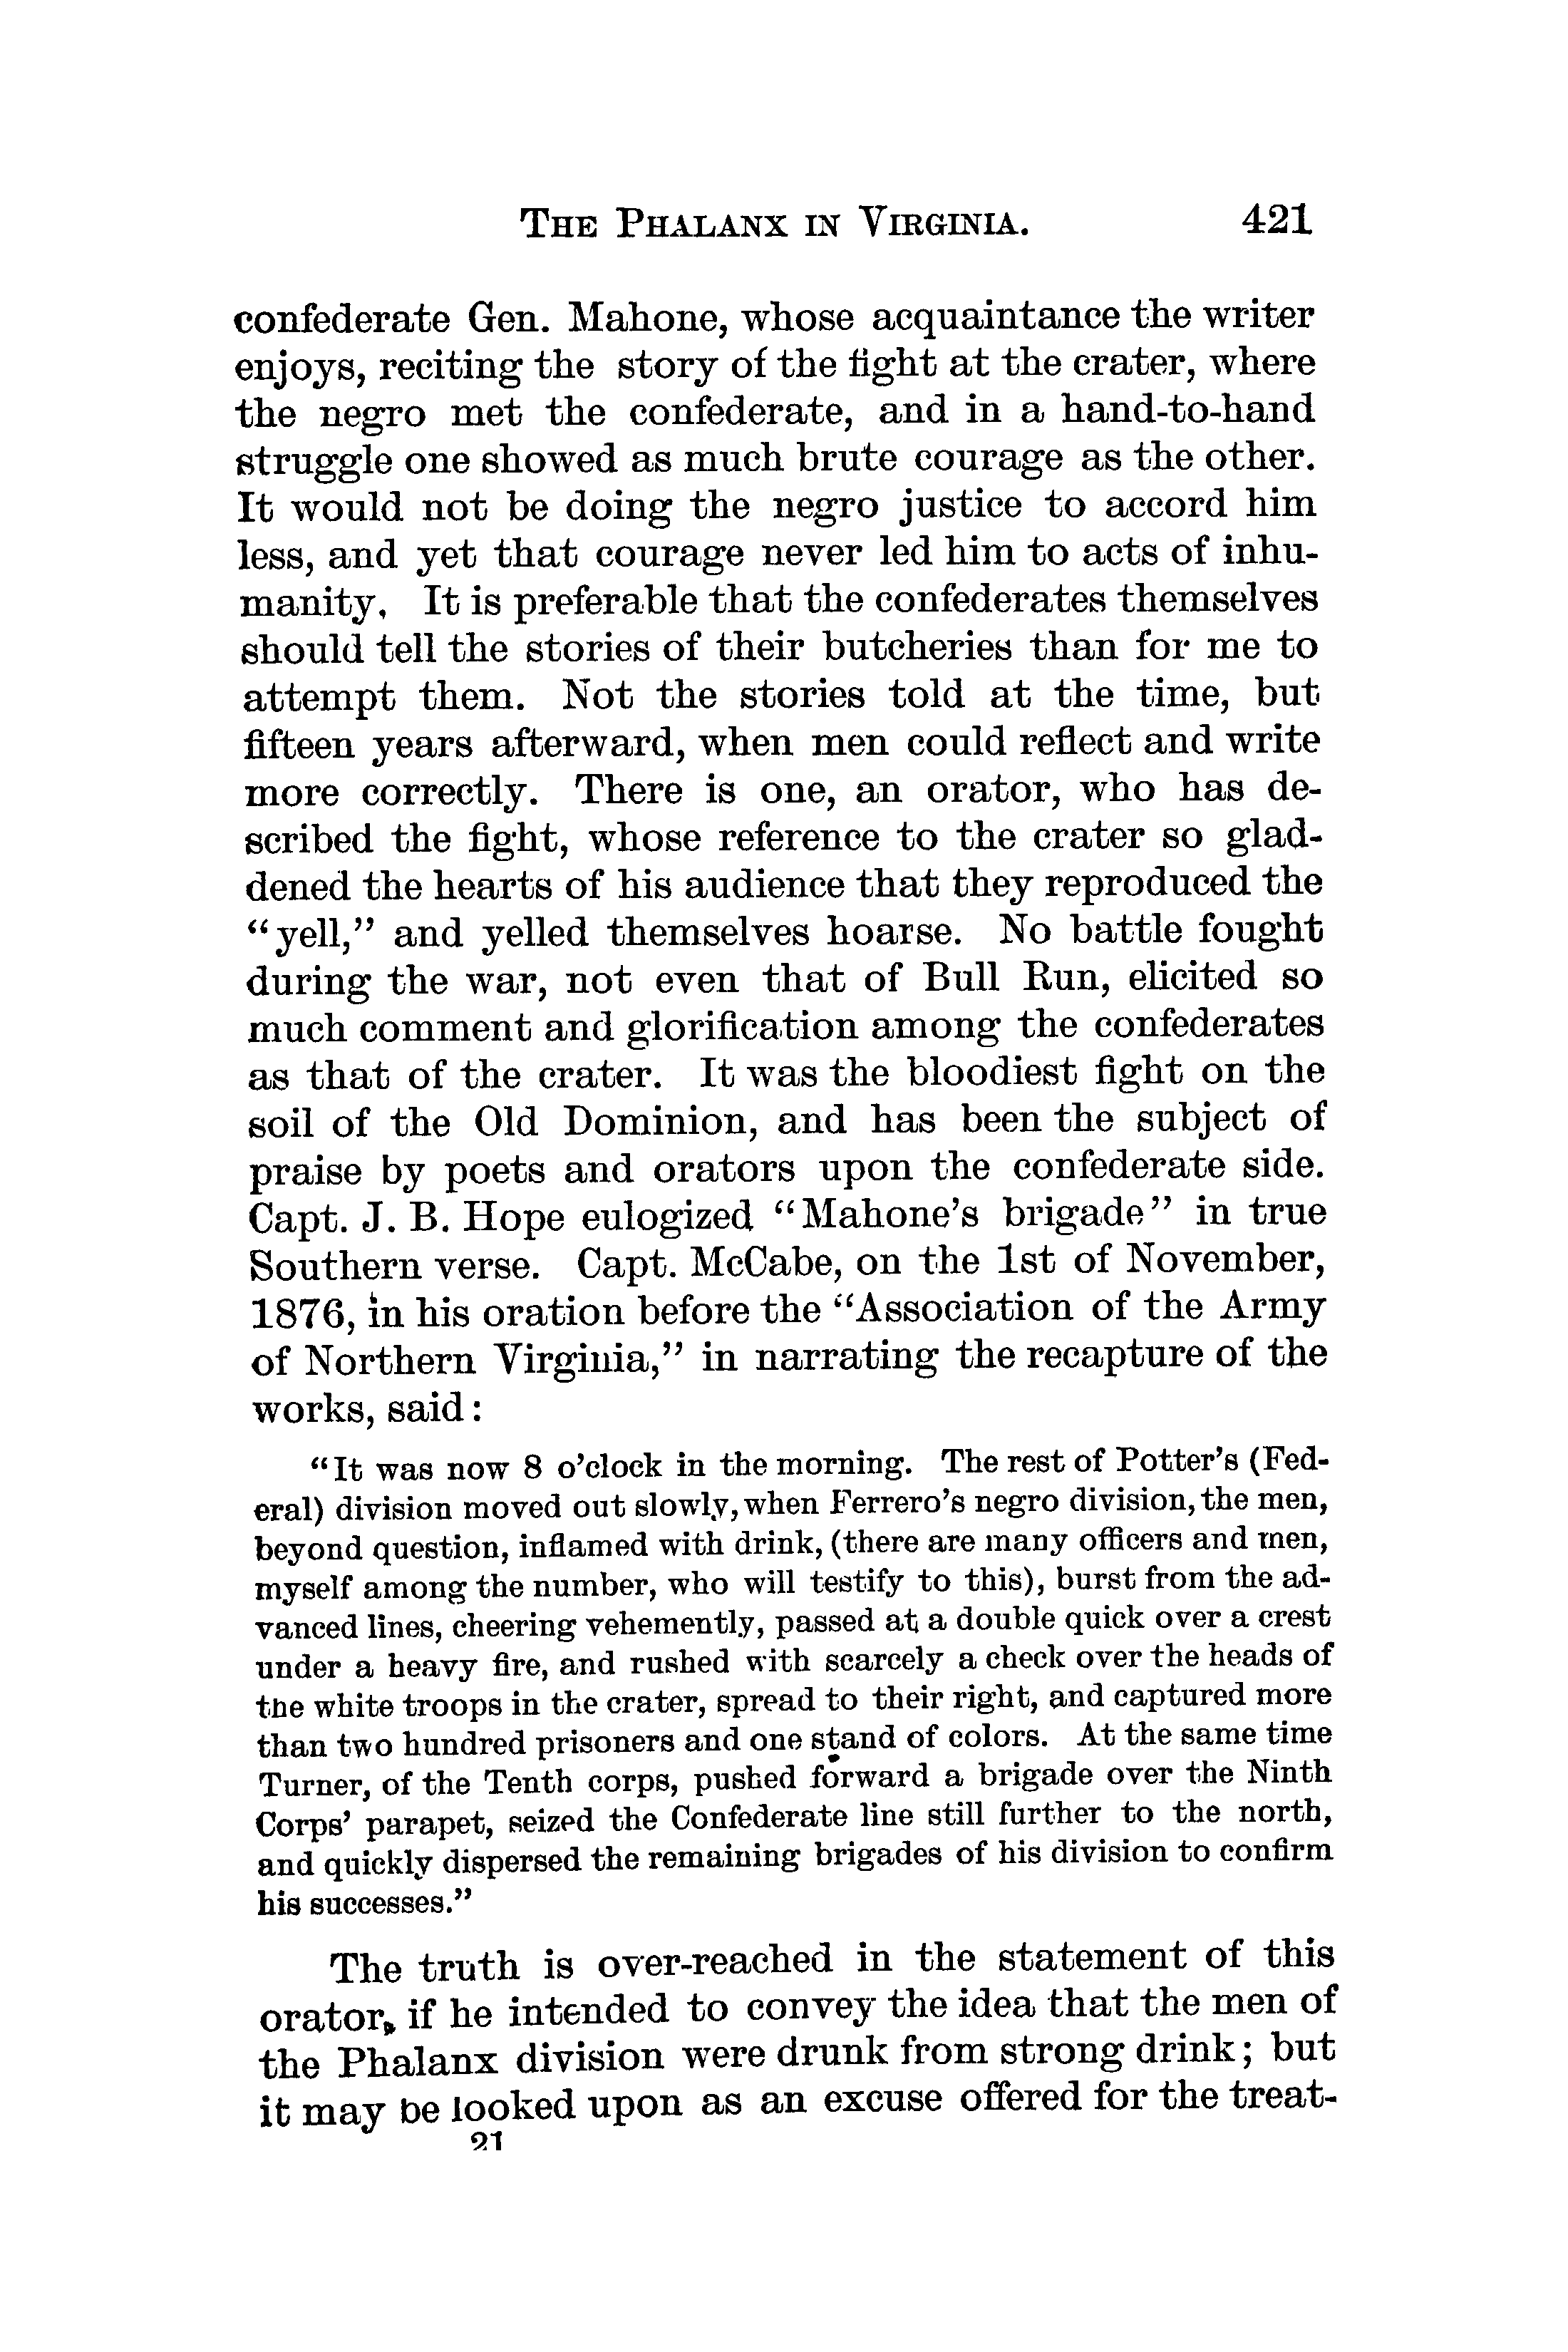 THE PHALANX IN VIRGINIA. 421
confederate Gen. Mahone, whose acquaintance the writer
enjoys, reciting the story of the fight at the crater, where
the negro met the confederate, and in a hand-to-hand
struggle one showed as much brute courage as the other.
It would not be doing the negro justice to accord him
less, and yet that courage never led him to acts of inhu-
manity, It is preferable that the confederates themselves
should tell the stories of their butcheries than for me to
attempt them. Not the stories told at the time, but
fifteen years afterward, when men could reflect and write
more correctly. There is one, an orator, who has de-
scribed the fight, whose reference to the crater so glad-
dened the hearts of his audience that they reproduced the
“yell,” and yelled themselves hoarse. No battle fought
during the war, not even that of Bull Run, elicited so
much comment and glorification among the confederates
as that of the crater. It was the bloodiest fight on the
soil of the Old Dominion, and has been the subject of
praise by poets and orators upon the confederate side.
Capt. J. B. Hope eulogized “Mahone’s brigade” in true
Southern verse. Capt. McCabe, on the 1st of November,
1876, in his oration before the “Association of the Army
of Northern Virginia,” in narrating the recapture of the
works, said:
“It was now 8 o’clock in the morning. The rest of Potter’s (Fed-
eral) division moved out slowly, when Ferrero’s negro division, the men,
beyond question, inflamed with drink, (there are many officers and men,
myself among the number, who will testify to this), burst from the ad-
vanced lines, cheering vehemently, passed at a double quick over a crest
under a heavy fire, and rushed with scarcely a check over the heads of
the white troops in the crater, spread to their right, and captured more
than two hundred prisoners and one stand of colors. At the same time
Turner, of the Tenth corps, pushed forward a brigade over the Ninth
Corps’ parapet, seized the Confederate line still further to the north,
and quickly dispersed the remaining brigades of his division to confirm
his successes.”
The truth is over-reached in the statement of this
orator, if he intended to convey the idea that the men of
the Phalanx division were drunk from strong drink; but
it may be looked upon as an excuse offered for the treat-
21